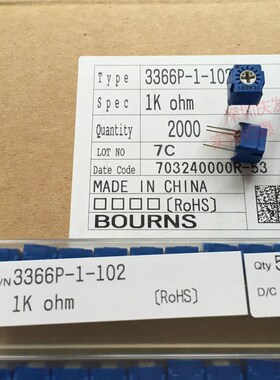 Type 3366P-1-102
Spec 1K ohm
Quantity 2000
LOT NO 7C
Date Code 703240000R-53
MADE IN CHINA
□□□□ [RoHS]
BOURNS
/N 3366P-1-102
1K ohm
[RoHS]
Qty 5
D/C